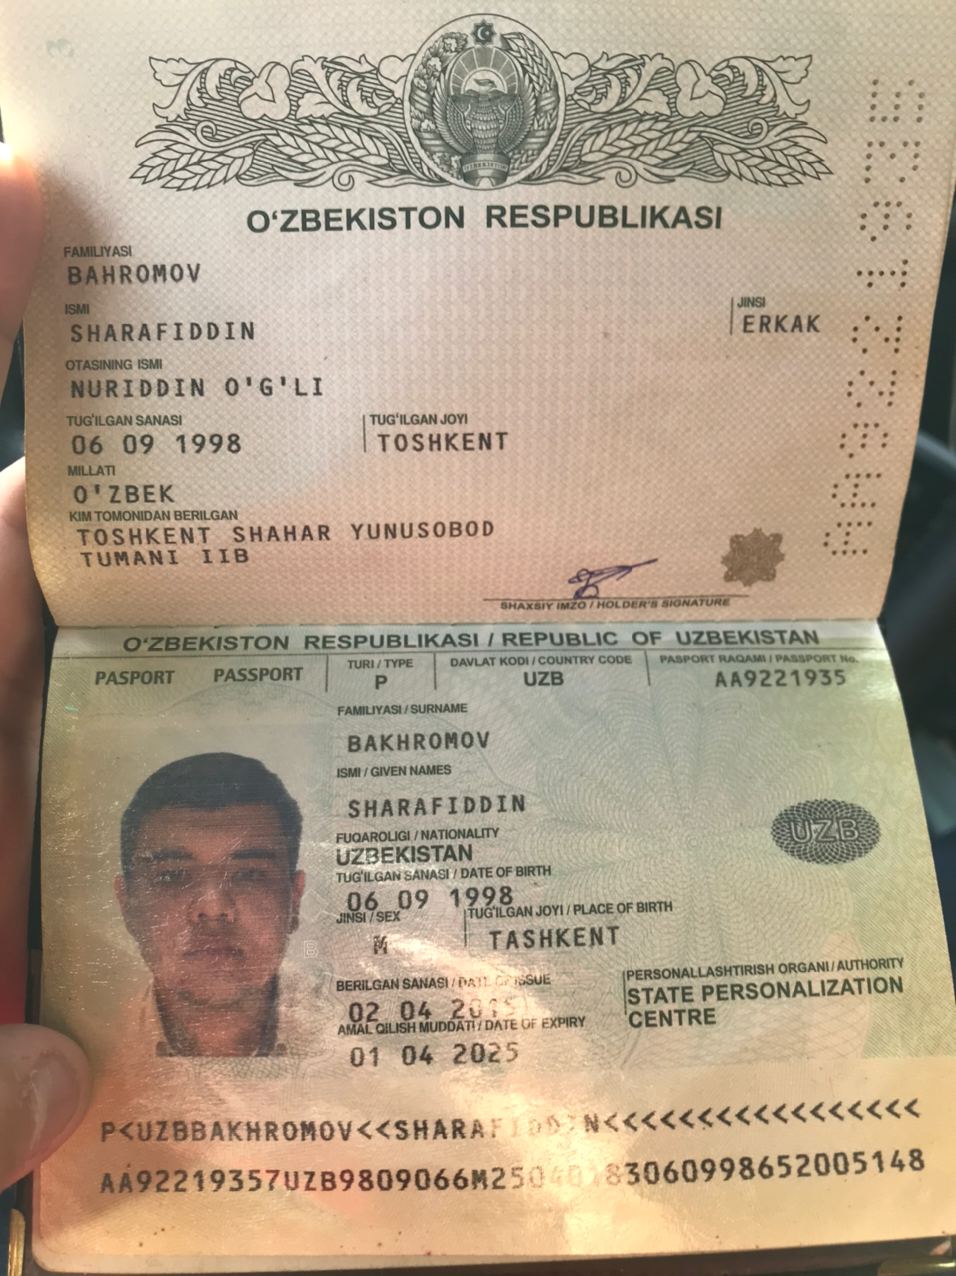 O‘ZBEKISTON RESPUBLIKASI
FAMILIYASI
BAHROMOV
ISMI
SHARAFIDDIN
JINSI
ERKAK
OTASINING ISMI
NURIDDIN O'G'LI
TUG‘ILGAN SANASI
06 09 1998
TUG‘ILGAN JOYI
TOSHKENT
MILLATI
O'ZBEK
KIM TOMONIDAN BERILGAN
TOSHKENT SHAHAR YUNUSOBOD
TUMANI IIB
SHAXSIY IMZO / HOLDER'S SIGNATURE
AA9221935
O‘ZBEKISTON RESPUBLIKASI / REPUBLIC OF UZBEKISTAN
PASPORT PASSPORT
TURI / TYPE
P
DAVLAT KODI / COUNTRY CODE
UZB
PASPORT RAQAMI / PASSPORT No.
AA9221935
FAMILIYASI / SURNAME
BAKHROMOV
ISMI / GIVEN NAMES
SHARAFIDDIN
FUQAROLIGI / NATIONALITY
UZBEKISTAN
UZB
TUG‘ILGAN SANASI / DATE OF BIRTH
06 09 1998
JINSI / SEX
M
TUG‘ILGAN JOYI / PLACE OF BIRTH
TASHKENT
BERILGAN SANASI / DATE OF ISSUE
02 04 2015
PERSONALLASHTIRISH ORGANI / AUTHORITY
STATE PERSONALIZATION
CENTRE
AMAL QILISH MUDDATI / DATE OF EXPIRY
01 04 2025
P<UZBBAKHROMOV<<SHARAFIDDIN<<<<<<<<<<<<<<<<<